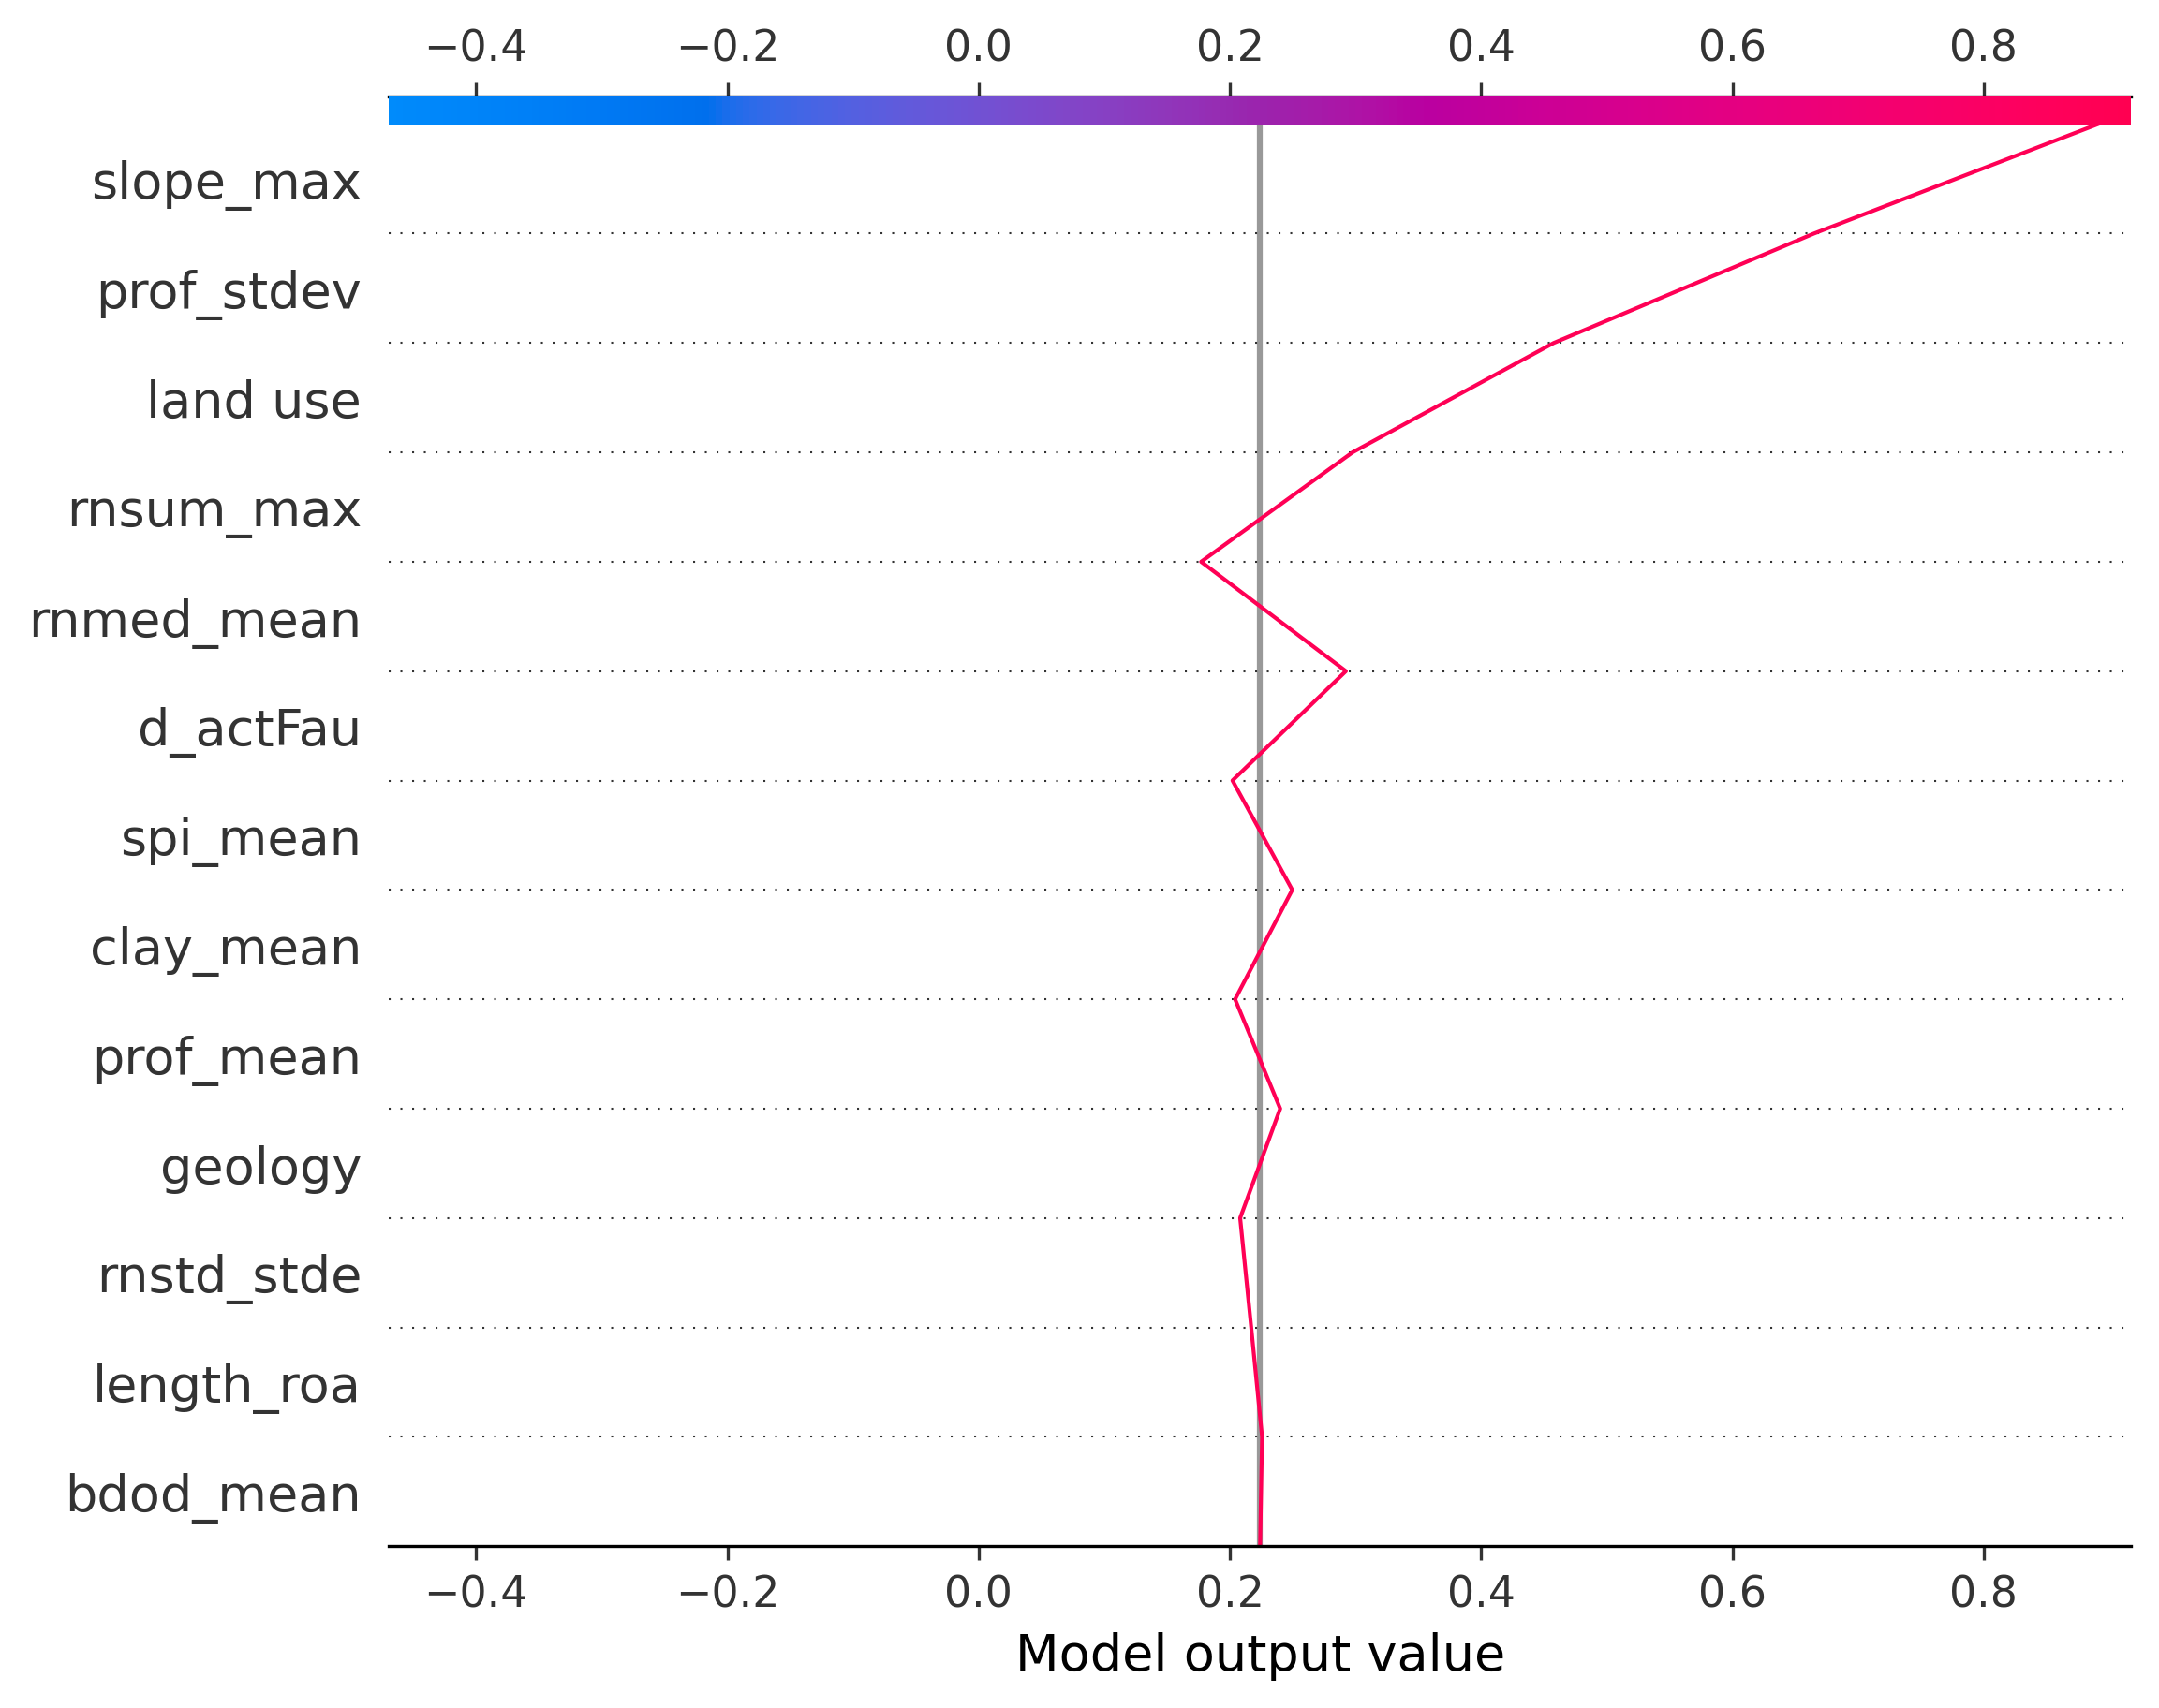 −0.4 −0.2 0.0 0.2 0.4 0.6 0.8
slope_max
prof_stdev
land use
rnsum_max
rnmed_mean
d_actFau
spi_mean
clay_mean
prof_mean
geology
rnstd_stde
length_roa
bdod_mean
−0.4 −0.2 0.0 0.2 0.4 0.6 0.8
Model output value